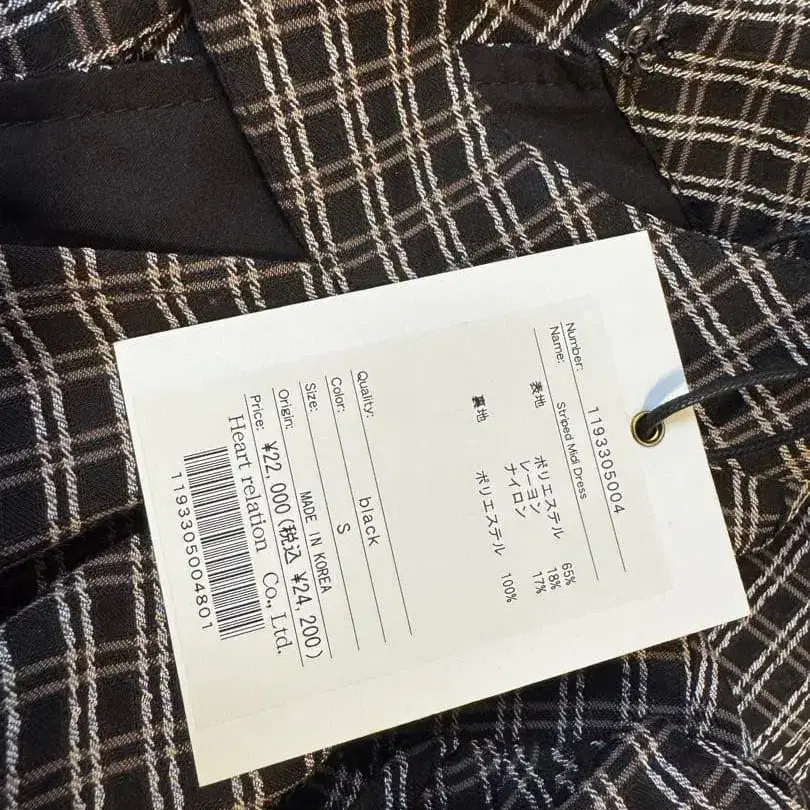 Number: 1193305004
Name: Striped Midi Dress
表地 ポリエステル 65%
レーヨン 18%
ナイロン 17%
裏地 ポリエステル 100%
Quality:
Color: black
Size: S
Origin: MADE IN KOREA
Price: ¥22,000(税込 ¥24,200)
Heart relation Co., Ltd.
1193305004801